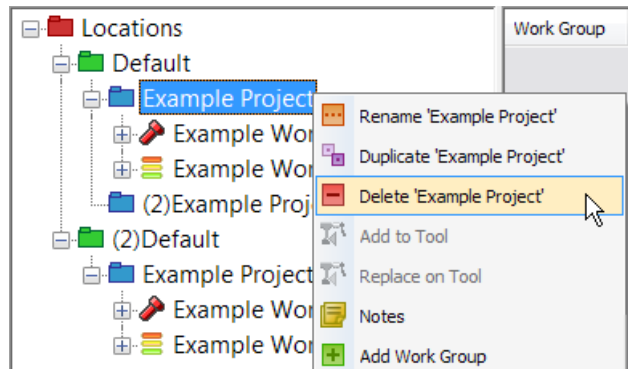 Locations
Work Group
Default
Example Project
Rename 'Example Project'
Example Wor
Duplicate 'Example Project'
Example Wor
Delete 'Example Project'
(2)Example Proj
Add to Tool
(2)Default
Replace on Tool
Example Project
Notes
Example Wor
Add Work Group
Example Wor